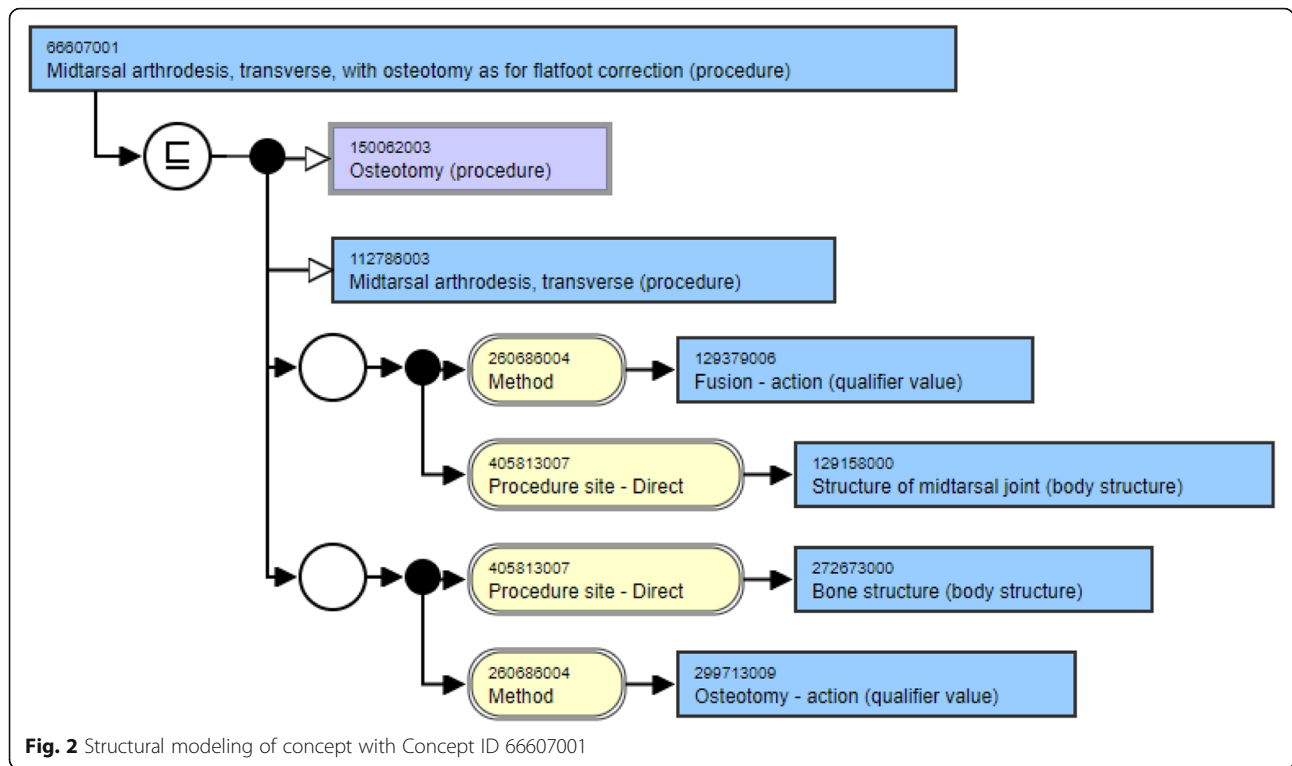 66607001
Midtarsal arthrodesis, transverse, with osteotomy as for flatfoot correction (procedure)
⊑
150062003
Osteotomy (procedure)
112786003
Midtarsal arthrodesis, transverse (procedure)
260686004
Method
129379006
Fusion - action (qualifier value)
405813007
Procedure site - Direct
129158000
Structure of midtarsal joint (body structure)
405813007
Procedure site - Direct
272673000
Bone structure (body structure)
260686004
Method
299713009
Osteotomy - action (qualifier value)
Fig. 2 Structural modeling of concept with Concept ID 66607001